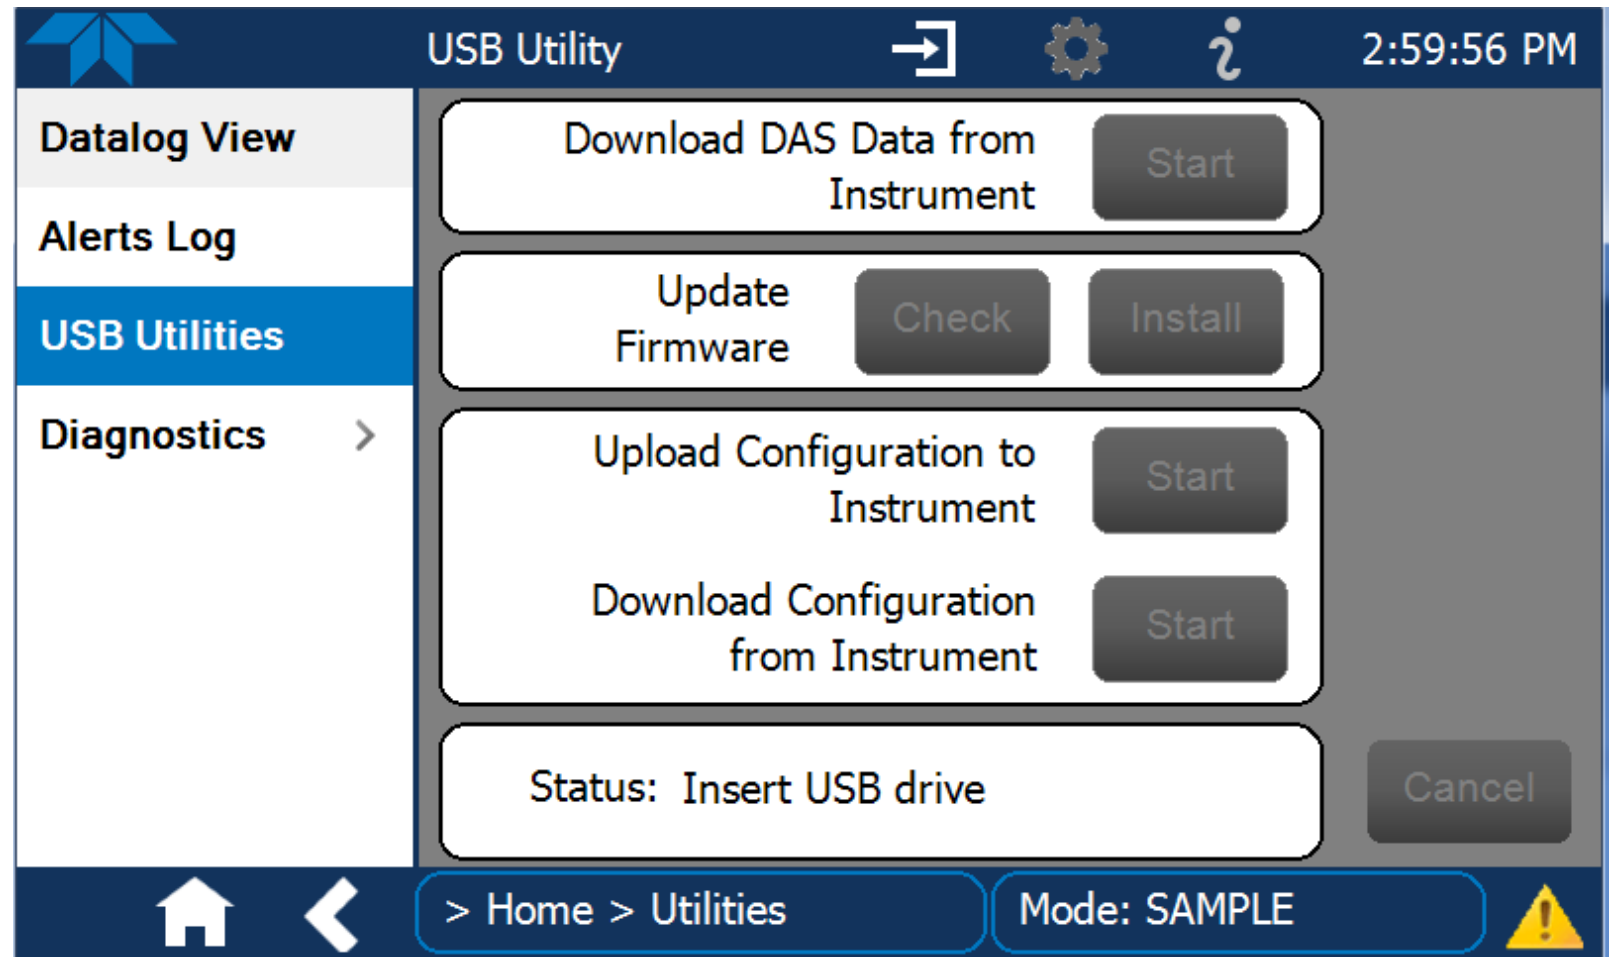 USB Utility
2:59:56 PM
Datalog View
Alerts Log
USB Utilities
Diagnostics >
Download DAS Data from
Instrument
Start
Update
Firmware
Check
Install
Upload Configuration to
Instrument
Start
Download Configuration
from Instrument
Start
Status: Insert USB drive
Cancel
> Home > Utilities
Mode: SAMPLE